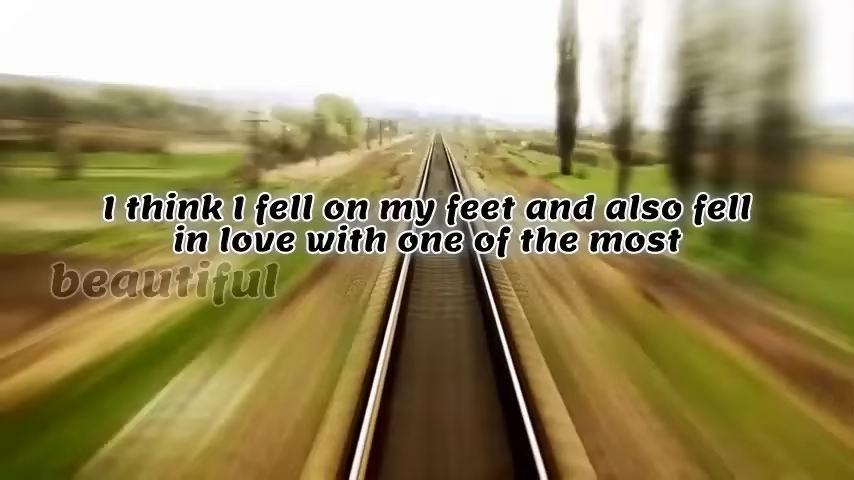 I think I fell on my feet and also fell
in love with one of the most
beautiful